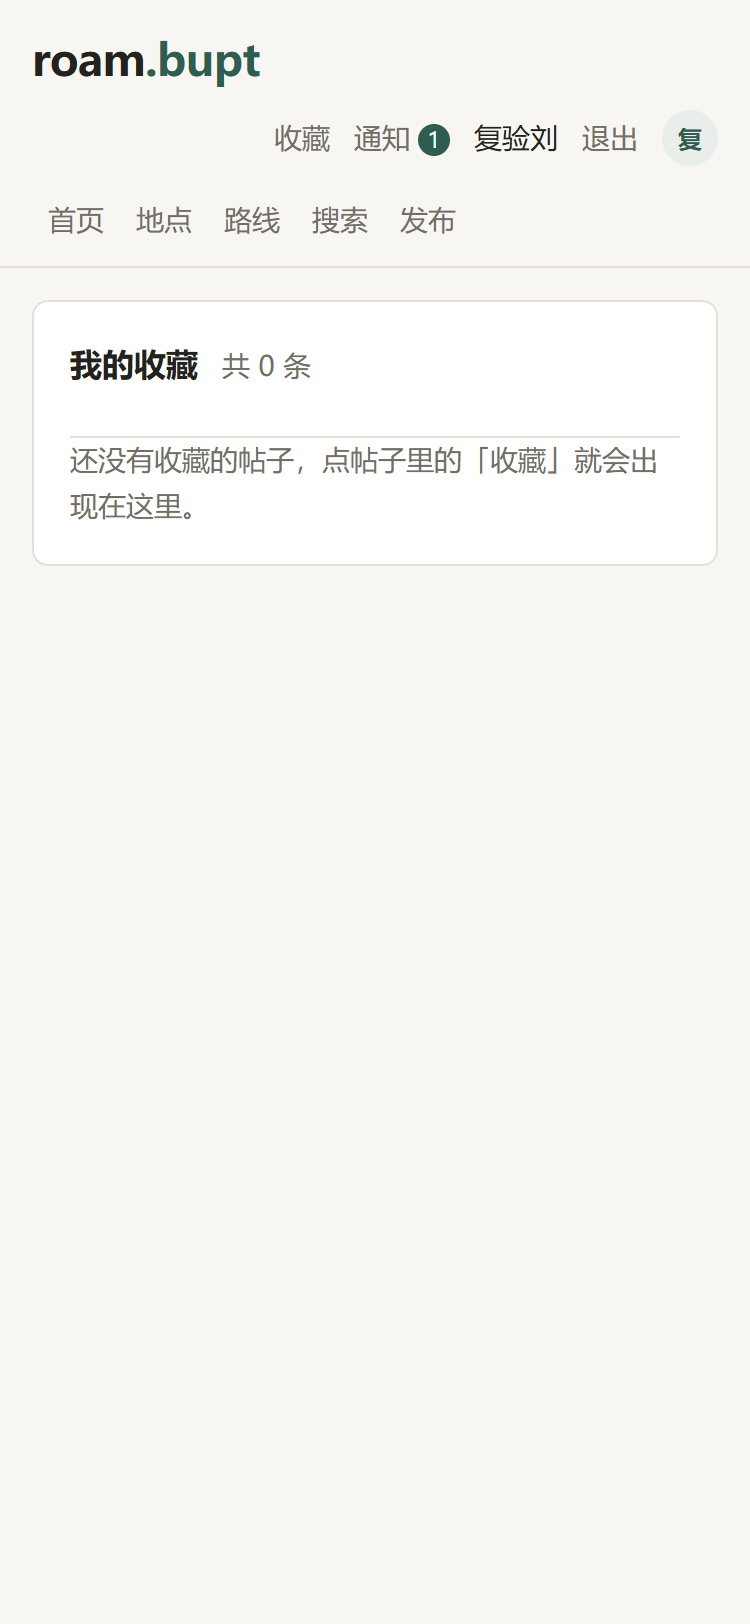 roam.bupt
收藏 通知 1 复验刘 退出 复
首页 地点 路线 搜索 发布
我的收藏 共 0 条
还没有收藏的帖子，点帖子里的「收藏」就会出
现在这里。